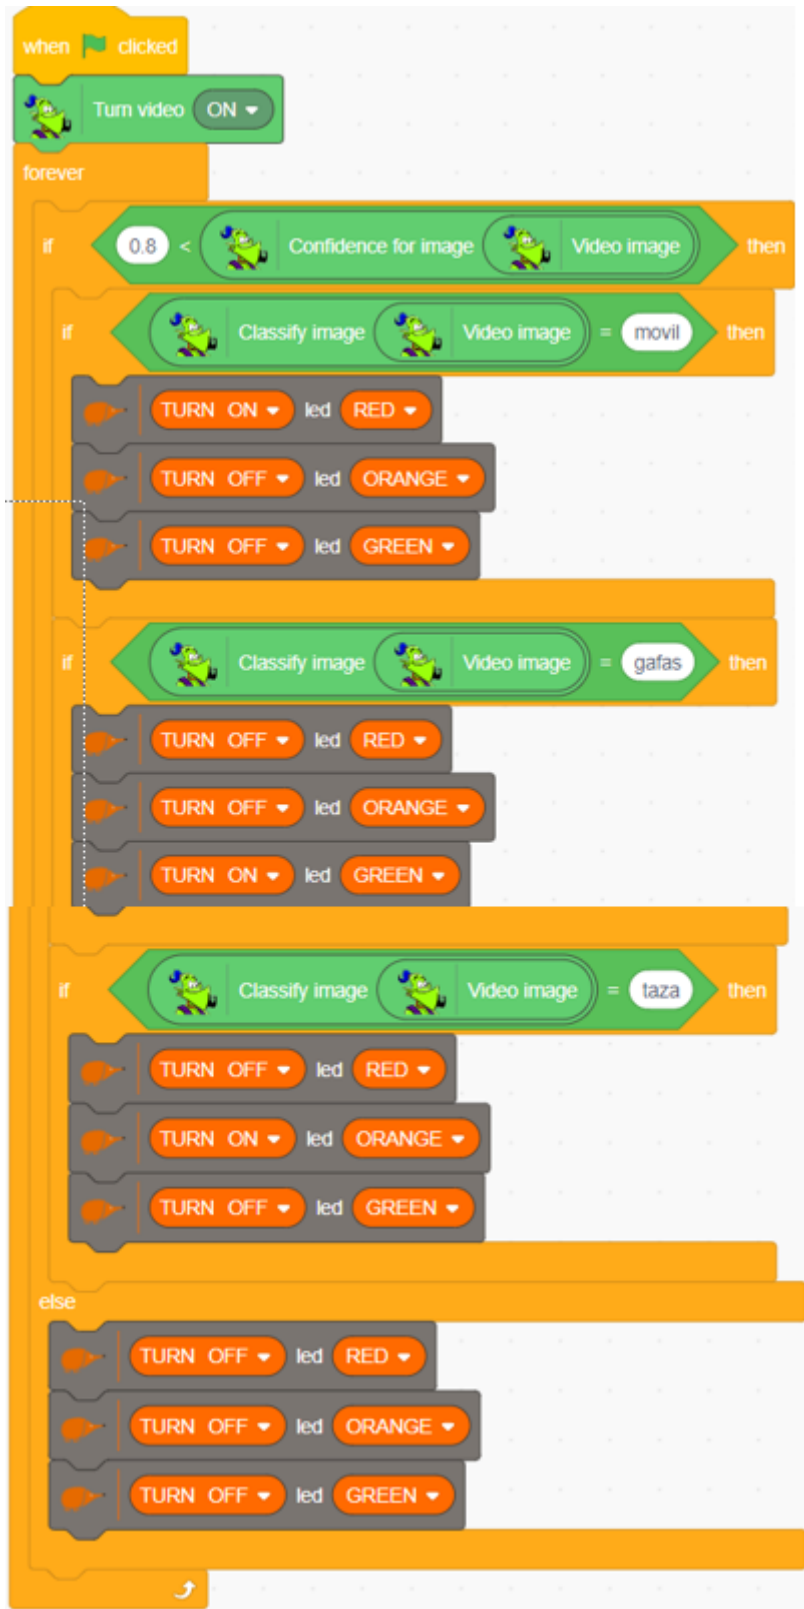 when clicked
Turn video ON
forever
if 0.8 < Confidence for image Video image then
if Classify image Video image = movil then
TURN ON led RED
TURN OFF led ORANGE
TURN OFF led GREEN
if Classify image Video image = gafas then
TURN OFF led RED
TURN OFF led ORANGE
TURN ON led GREEN
if Classify image Video image = taza then
TURN OFF led RED
TURN ON led ORANGE
TURN OFF led GREEN
else
TURN OFF led RED
TURN OFF led ORANGE
TURN OFF led GREEN